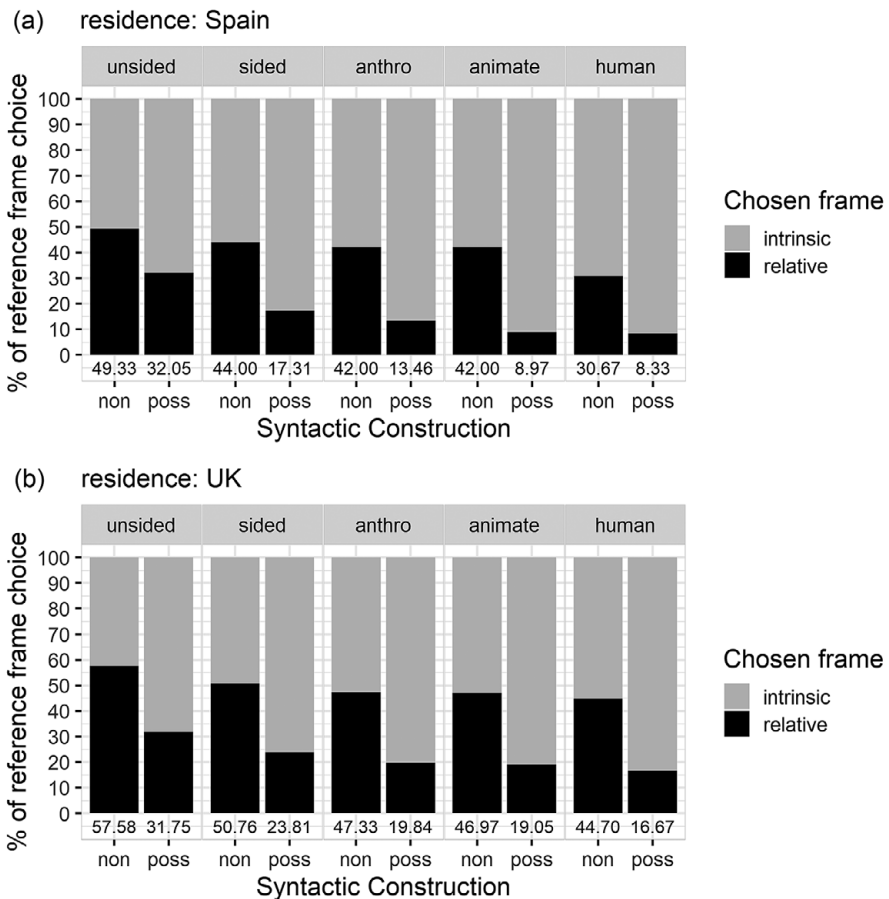 (a) residence: Spain
unsided sided anthro animate human
% of reference frame choice
100
90
80
70
60
50
40
30
20
10
0
49.33 32.05 44.00 17.31 42.00 13.46 42.00 8.97 30.67 8.33
non poss non poss non poss non poss non poss
Syntactic Construction
Chosen frame
intrinsic
relative
(b) residence: UK
unsided sided anthro animate human
% of reference frame choice
100
90
80
70
60
50
40
30
20
10
0
57.58 31.75 50.76 23.81 47.33 19.84 46.97 19.05 44.70 16.67
non poss non poss non poss non poss non poss
Syntactic Construction
Chosen frame
intrinsic
relative